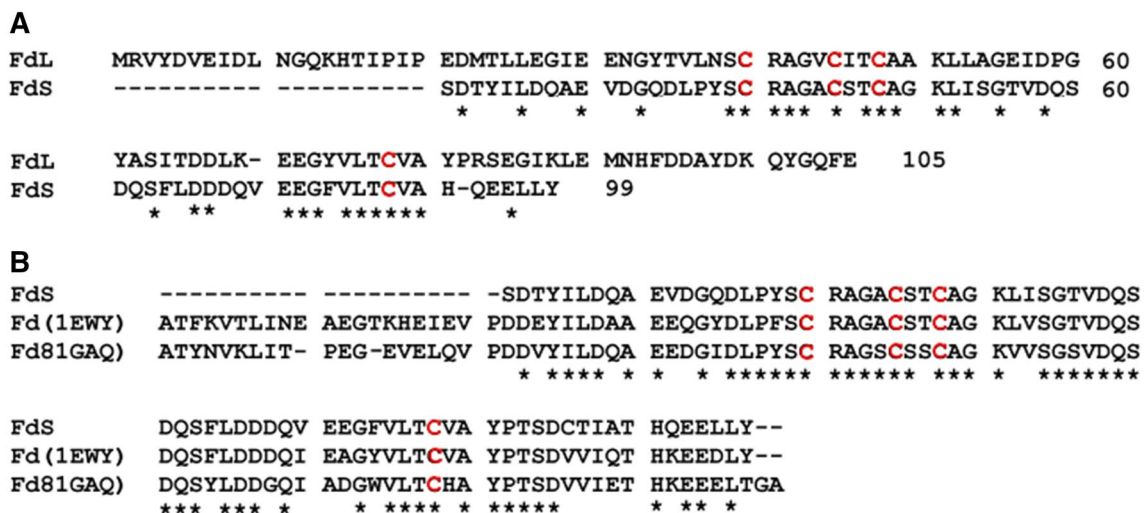 A
FdL MRVYDVEIDL NGQKHTIPIP EDMTLLEGIE ENGYTVLNSC RAGVCITCAA KLLAGEIDPG 60
FdS ---------- ---------- SDTYILDQAE VDGQDLPYSC RAGACSTCAG KLISGTVDQS 60
* * * * ** *** * *** ** * *
FdL YASITDDLK- EEGYVLTCVA YPRSEGIKLE MNHFDDAYDK QYGQFE 105
FdS DQSFLDDDQV EEGFVLTCVA H-QEELLY 99
* ** *** ****** *
B
FdS ---------- ---------- -SDTYILDQA EVDGQDLPYSC RAGACSTCAG KLISGTVDQS
Fd(1EWY) ATFKVTLINE AEGTKHEIEV PDDEYILDAA EEQGYDLPFSC RAGACSTCAG KLVSGTVDQS
Fd81GAQ) ATYNVKLIT- PEG-EVELQV PDDVYILDQA EEDGIDLPYSC RAGSCSSCAG KVVSGSVDQS
* **** * * * ****** ****** *** * *******
FdS DQSFLDDDQV EEGFVLTCVA YPTSDCTIAT HQEELLY--
Fd(1EWY) DQSFLDDDQI EAGYVLTCVA YPTSDVVIQT HKEEDLY--
Fd81GAQ) DQSYLDDGQI ADGWVLTCHA YPTSDVVIET HKEEELTGA
*** *** * * **** * ***** * ** *